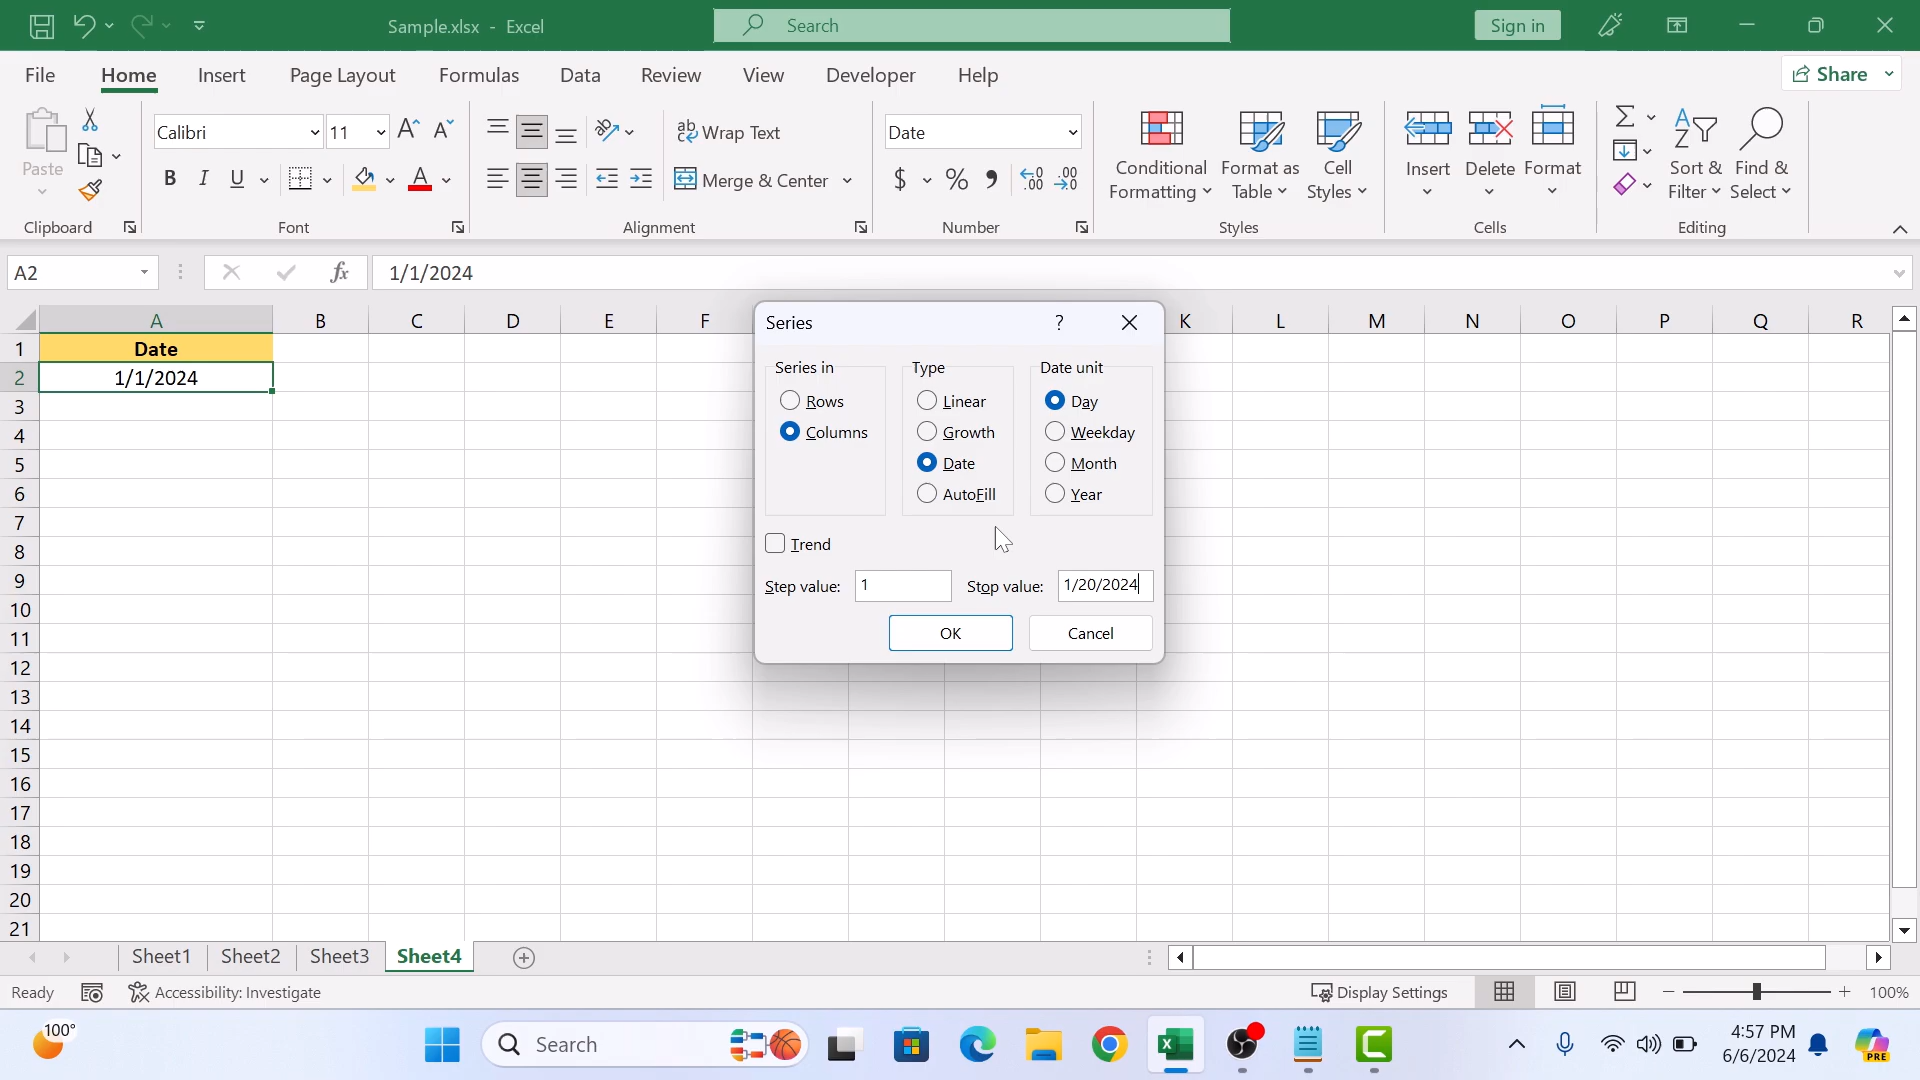 Sample.xlsx - Excel
Search
Sign in
File Home Insert Page Layout Formulas Data Review View Developer Help
Share
Paste
Calibri 11
ab Wrap Text
Date
Conditional Formatting
Format as Table
Cell Styles
Insert Delete Format
Sort & Filter
Find & Select
B I U A
Merge & Center
$ % ,
Clipboard Font Alignment Number Styles Cells Editing
A2 fx 1/1/2024
A B C D E F K L M N O P Q R
1 Date
2 1/1/2024
3
4
5
6
7
8
9
10
11
12
13
14
15
16
17
18
19
20
21
Series ?
Series in Type Date unit
Rows Linear Day
Columns Growth Weekday
Date Month
AutoFill Year
Trend
Step value: 1 Stop value: 1/20/2024
OK Cancel
Sheet1 Sheet2 Sheet3 Sheet4
Ready Accessibility: Investigate Display Settings 100%
100°
Search
4:57 PM
6/6/2024
PRE